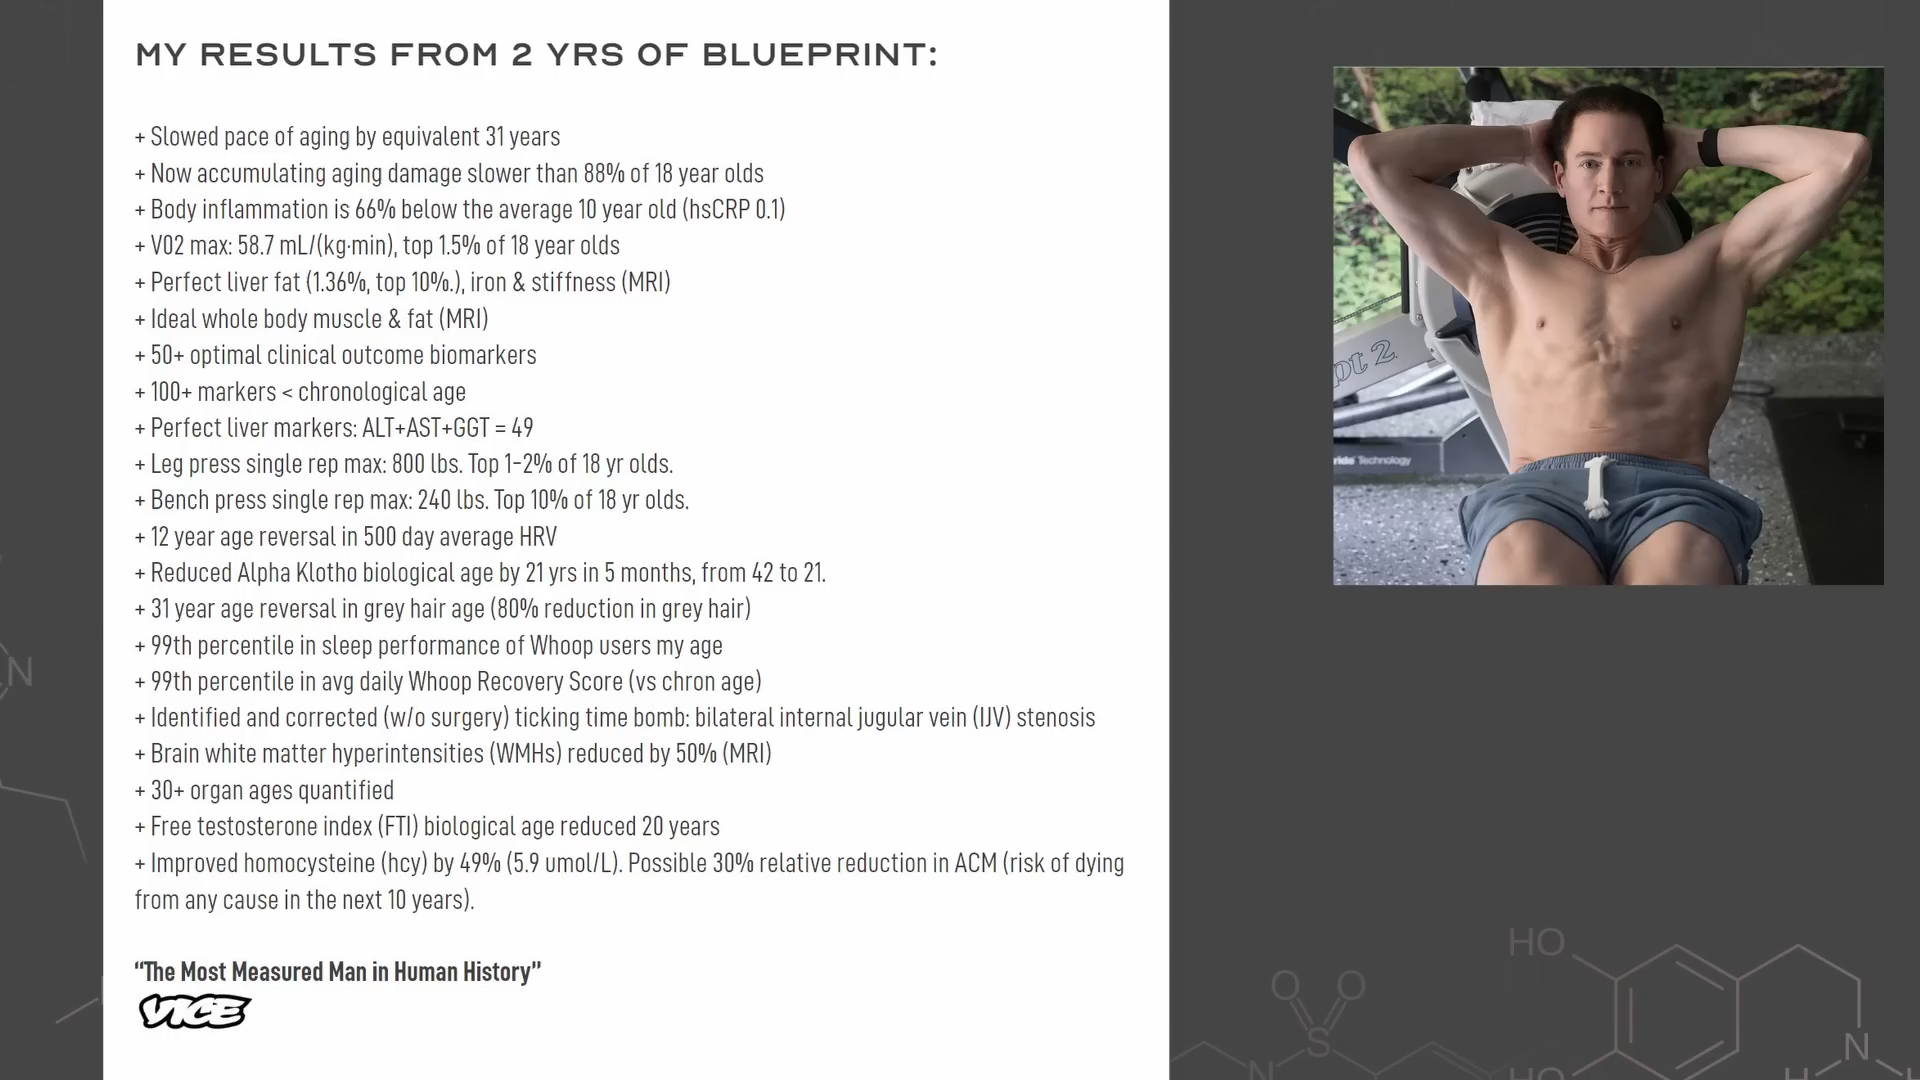 MY RESULTS FROM 2 YRS OF BLUEPRINT:
+ Slowed pace of aging by equivalent 31 years
+ Now accumulating aging damage slower than 88% of 18 year olds
+ Body inflammation is 66% below the average 10 year old (hsCRP 0.1)
+ V02 max: 58.7 mL/(kg·min), top 1.5% of 18 year olds
+ Perfect liver fat (1.36%, top 10%.), iron & stiffness (MRI)
+ Ideal whole body muscle & fat (MRI)
+ 50+ optimal clinical outcome biomarkers
+ 100+ markers < chronological age
+ Perfect liver markers: ALT+AST+GGT = 49
+ Leg press single rep max: 800 lbs. Top 1-2% of 18 yr olds.
+ Bench press single rep max: 240 lbs. Top 10% of 18 yr olds.
+ 12 year age reversal in 500 day average HRV
+ Reduced Alpha Klotho biological age by 21 yrs in 5 months, from 42 to 21.
+ 31 year age reversal in grey hair age (80% reduction in grey hair)
+ 99th percentile in sleep performance of Whoop users my age
+ 99th percentile in avg daily Whoop Recovery Score (vs chron age)
+ Identified and corrected (w/o surgery) ticking time bomb: bilateral internal jugular vein (IJV) stenosis
+ Brain white matter hyperintensities (WMHs) reduced by 50% (MRI)
+ 30+ organ ages quantified
+ Free testosterone index (FTI) biological age reduced 20 years
+ Improved homocysteine (hcy) by 49% (5.9 umol/L). Possible 30% relative reduction in ACM (risk of dying
from any cause in the next 10 years).
“The Most Measured Man in Human History”
VICE
pt 2
ride Technology
N
HO
O O
S
N
N
HO
H
H